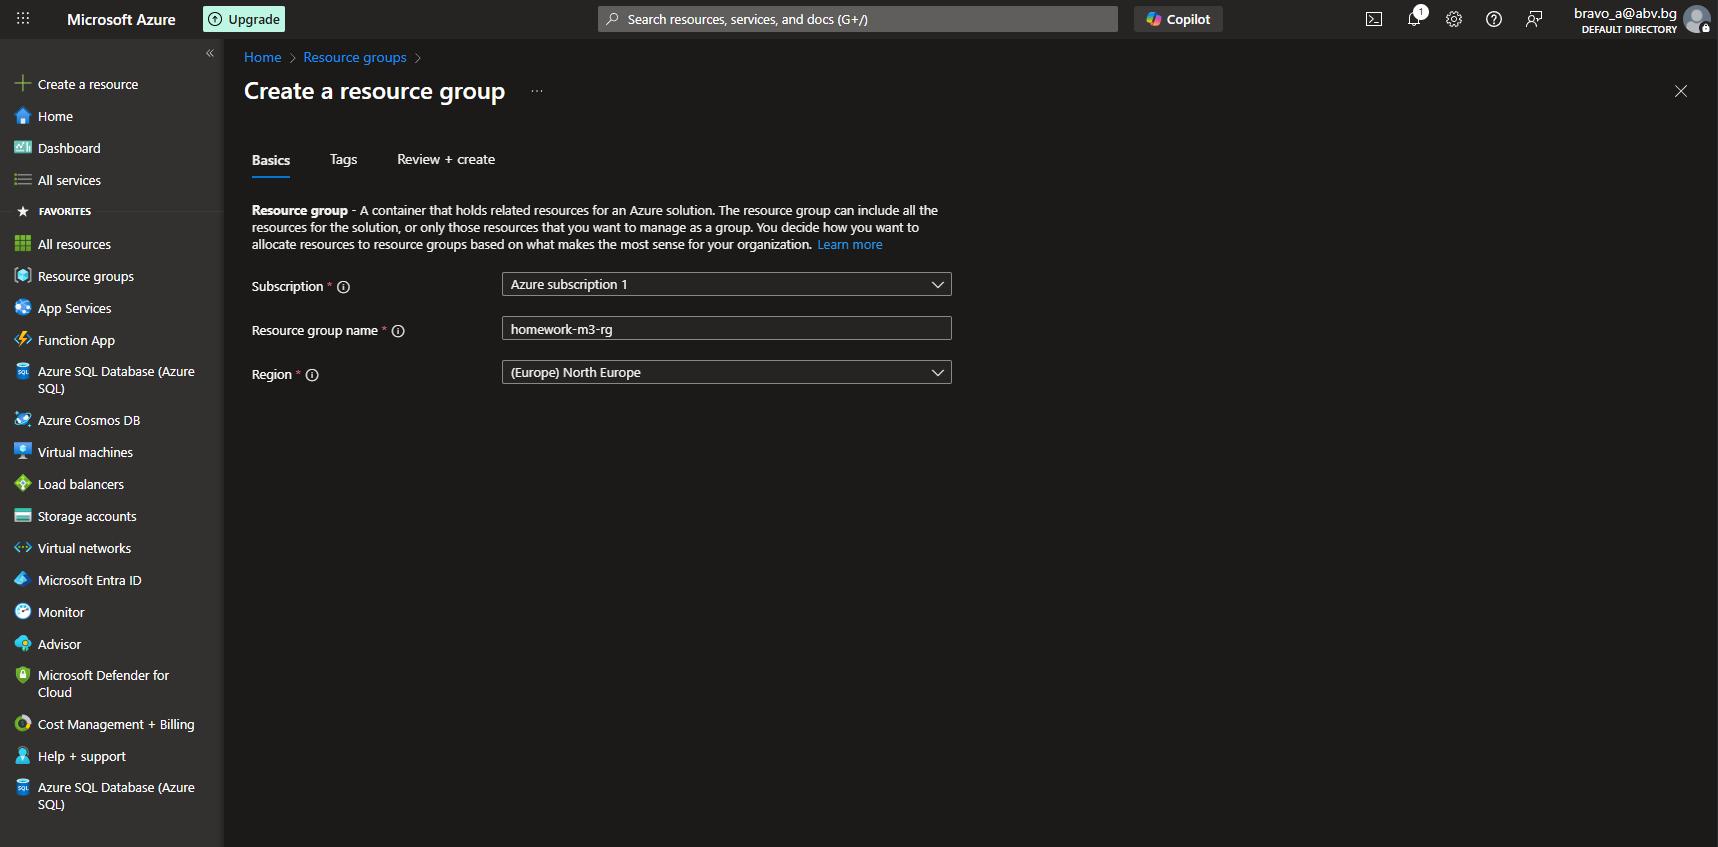 Microsoft Azure
Upgrade
Search resources, services, and docs (G+/)
Copilot
1
bravo_a@abv.bg
DEFAULT DIRECTORY
Create a resource
Home
Dashboard
All services
FAVORITES
All resources
Resource groups
App Services
Function App
Azure SQL Database (Azure
SQL)
Azure Cosmos DB
Virtual machines
Load balancers
Storage accounts
Virtual networks
Microsoft Entra ID
Monitor
Advisor
Microsoft Defender for
Cloud
Cost Management + Billing
Help + support
Azure SQL Database (Azure
SQL)
Home > Resource groups >
Create a resource group ...
Basics
Tags
Review + create
Resource group - A container that holds related resources for an Azure solution. The resource group can include all the
resources for the solution, or only those resources that you want to manage as a group. You decide how you want to
allocate resources to resource groups based on what makes the most sense for your organization. Learn more
Subscription *
Azure subscription 1
Resource group name *
homework-m3-rg
Region *
(Europe) North Europe